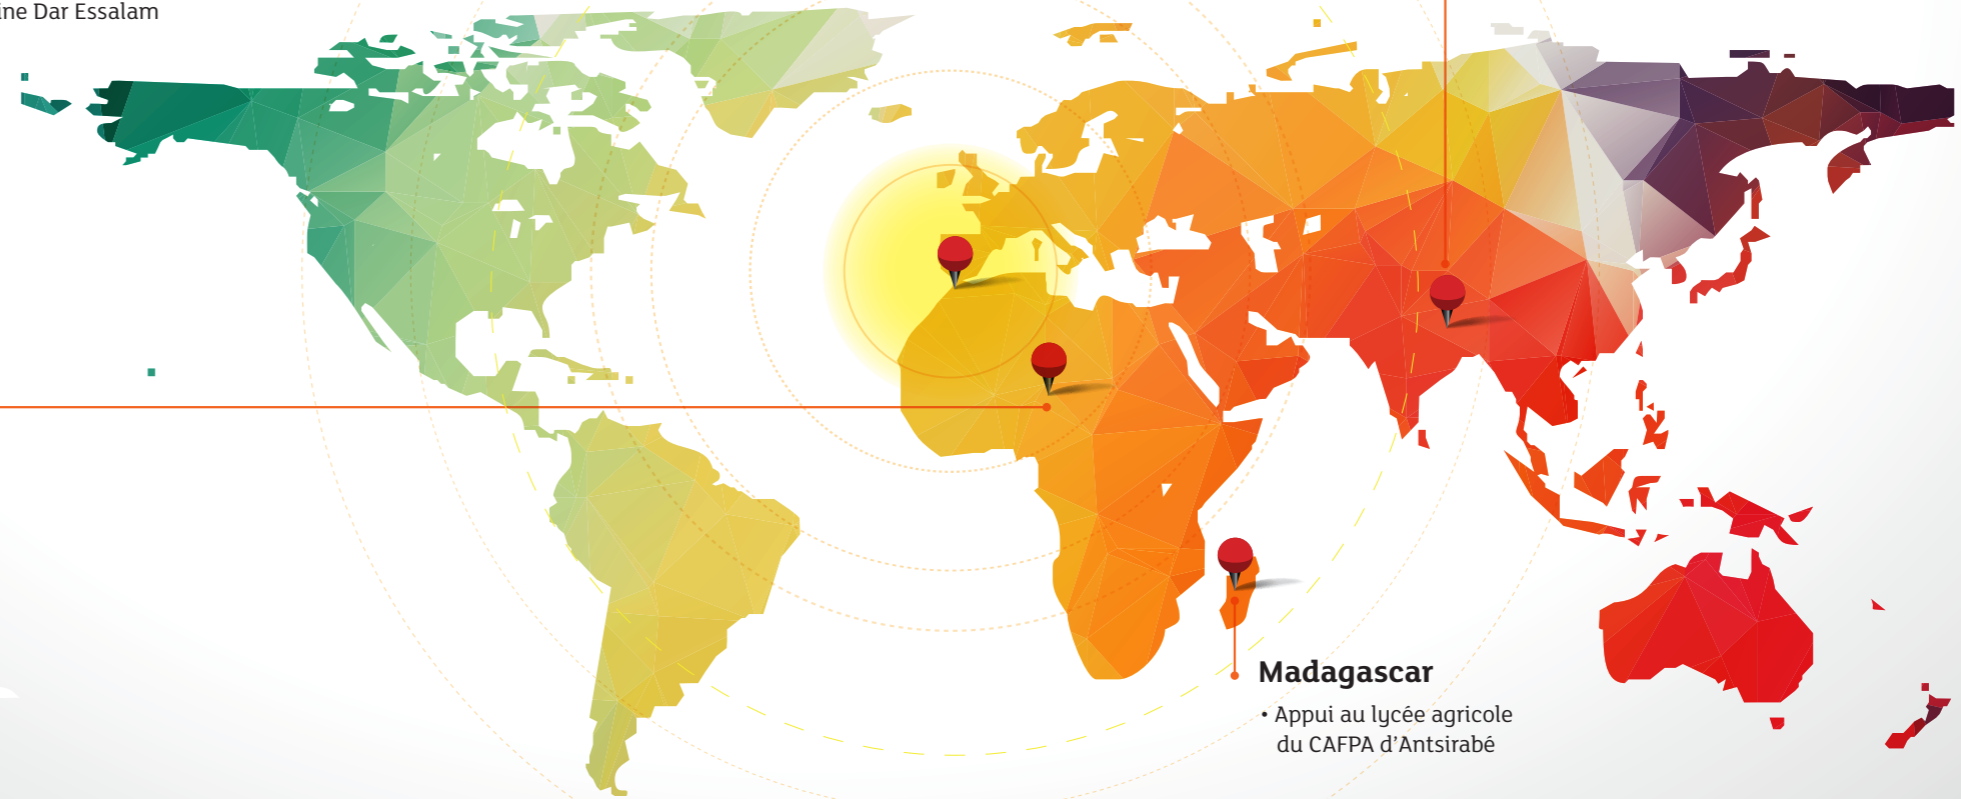 ine Dar Essalam
Madagascar
• Appui au lycée agricole
du CAFPA d’Antsirabé